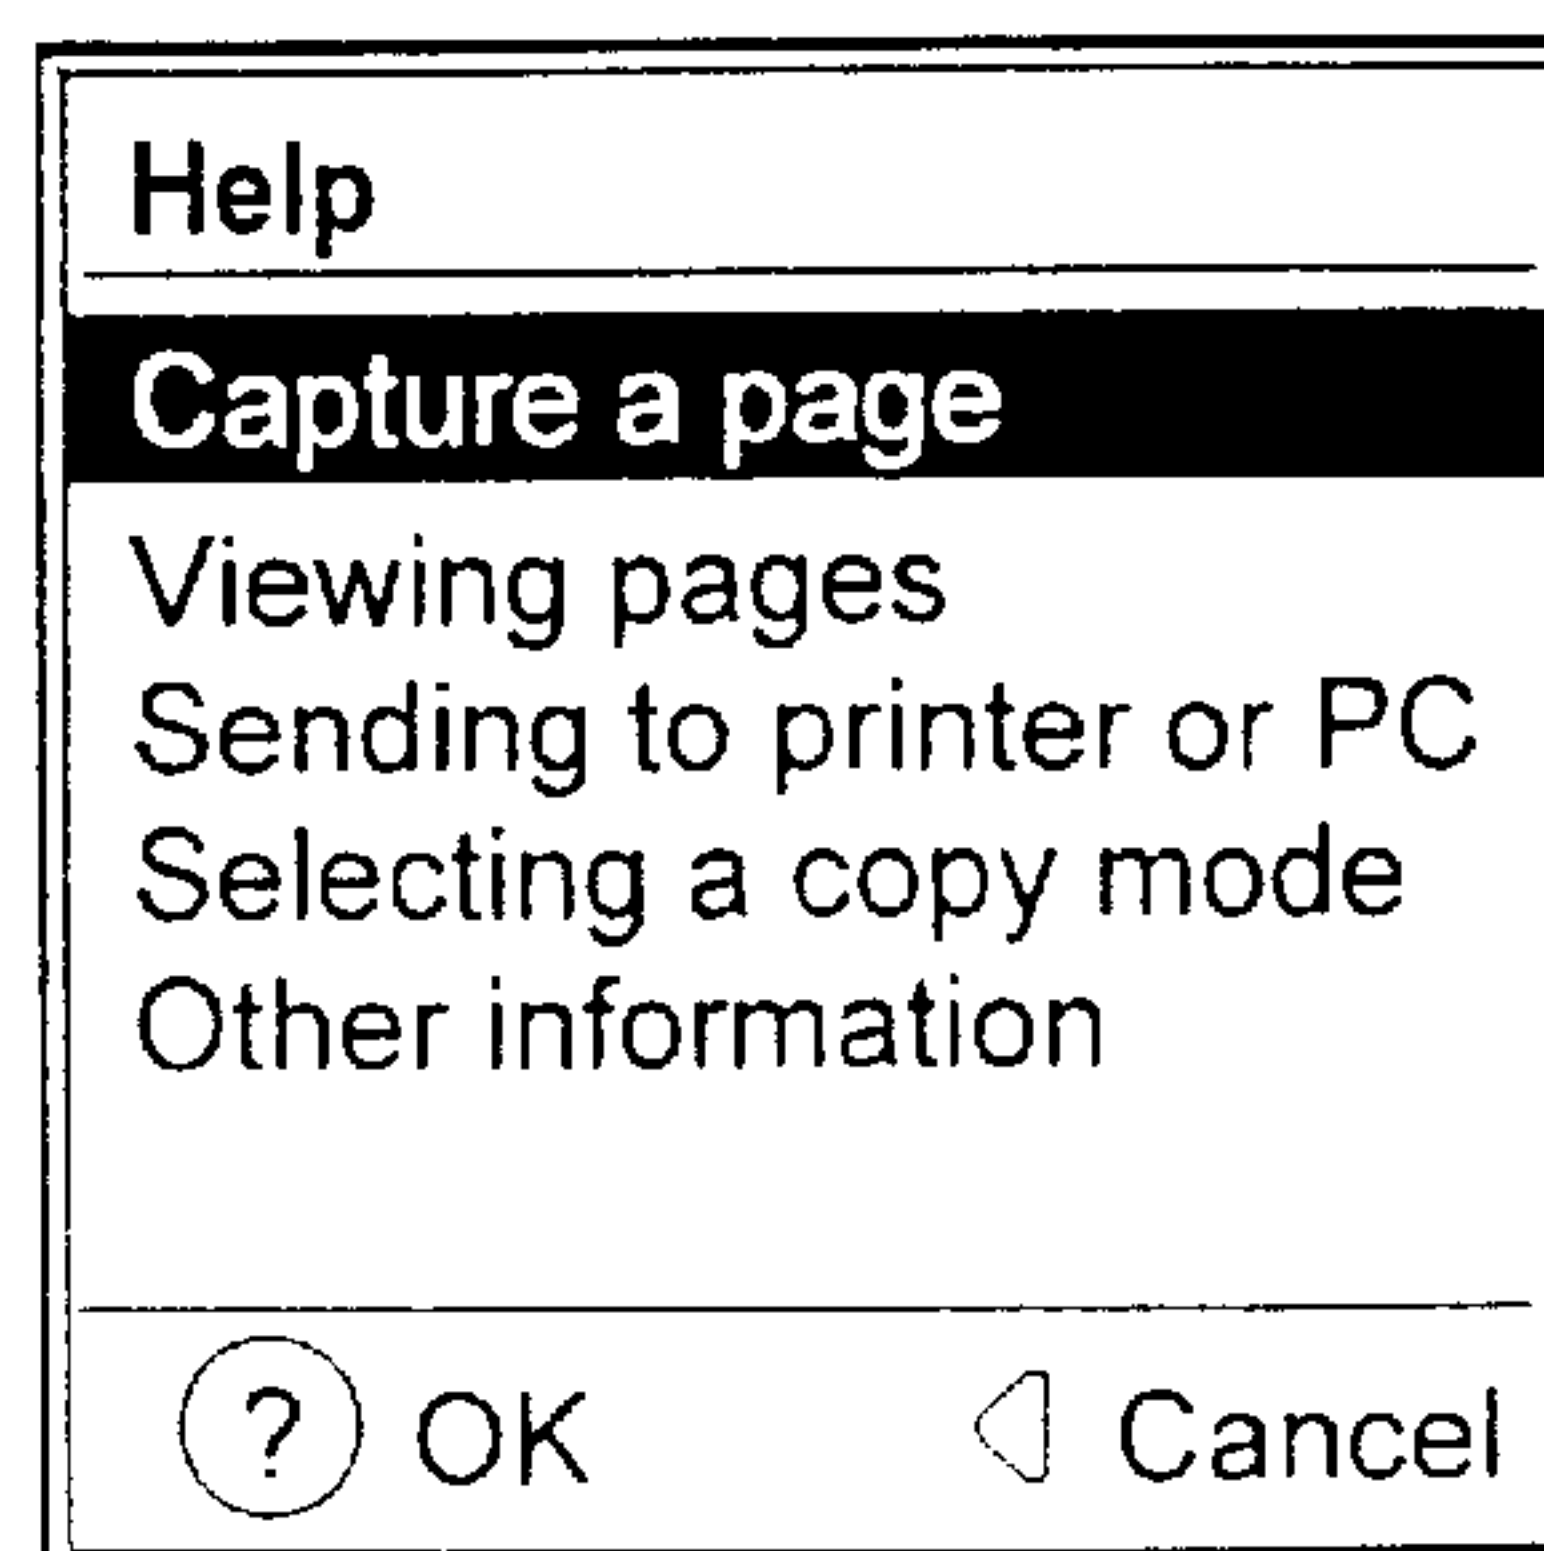 Help
Capture a page
Viewing pages
Sending to printer or PC
Selecting a copy mode
Other information
? OK Cancel